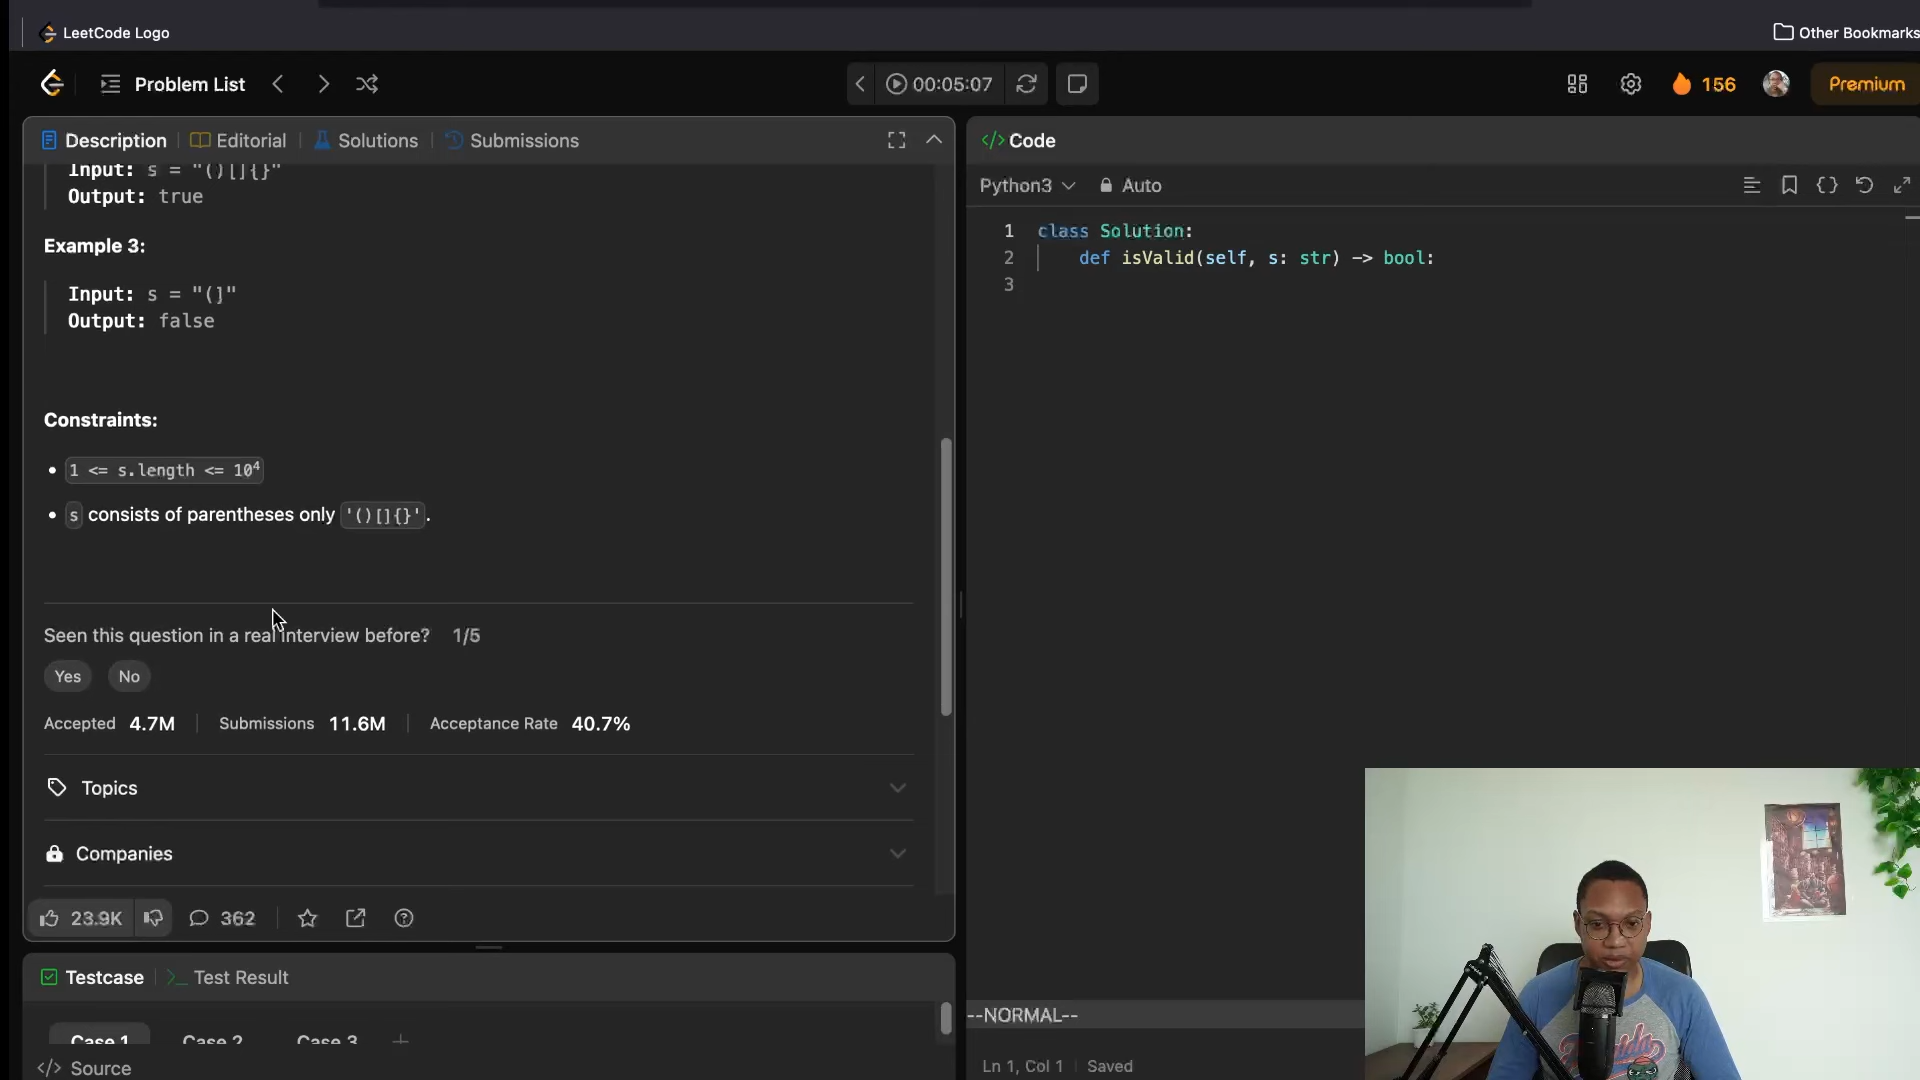 LeetCode Logo
Other Bookmarks
Problem List
00:05:07
156
Premium
Description
Editorial
Solutions
Submissions
Input: s = "()[]{}"
Output: true
Example 3:
Input: s = "(]"
Output: false
Constraints:
• 1 <= s.length <= 10⁴
• s consists of parentheses only '()[]{}'.
Seen this question in a real interview before? 1/5
Yes No
Accepted 4.7M Submissions 11.6M Acceptance Rate 40.7%
Topics
Companies
23.9K 362
Testcase
Test Result
Case 1 Case 2 Case 3 +
</> Source
</> Code
Python3 Auto
1 class Solution:
2 def isValid(self, s: str) -> bool:
3
--NORMAL--
Ln 1, Col 1 Saved